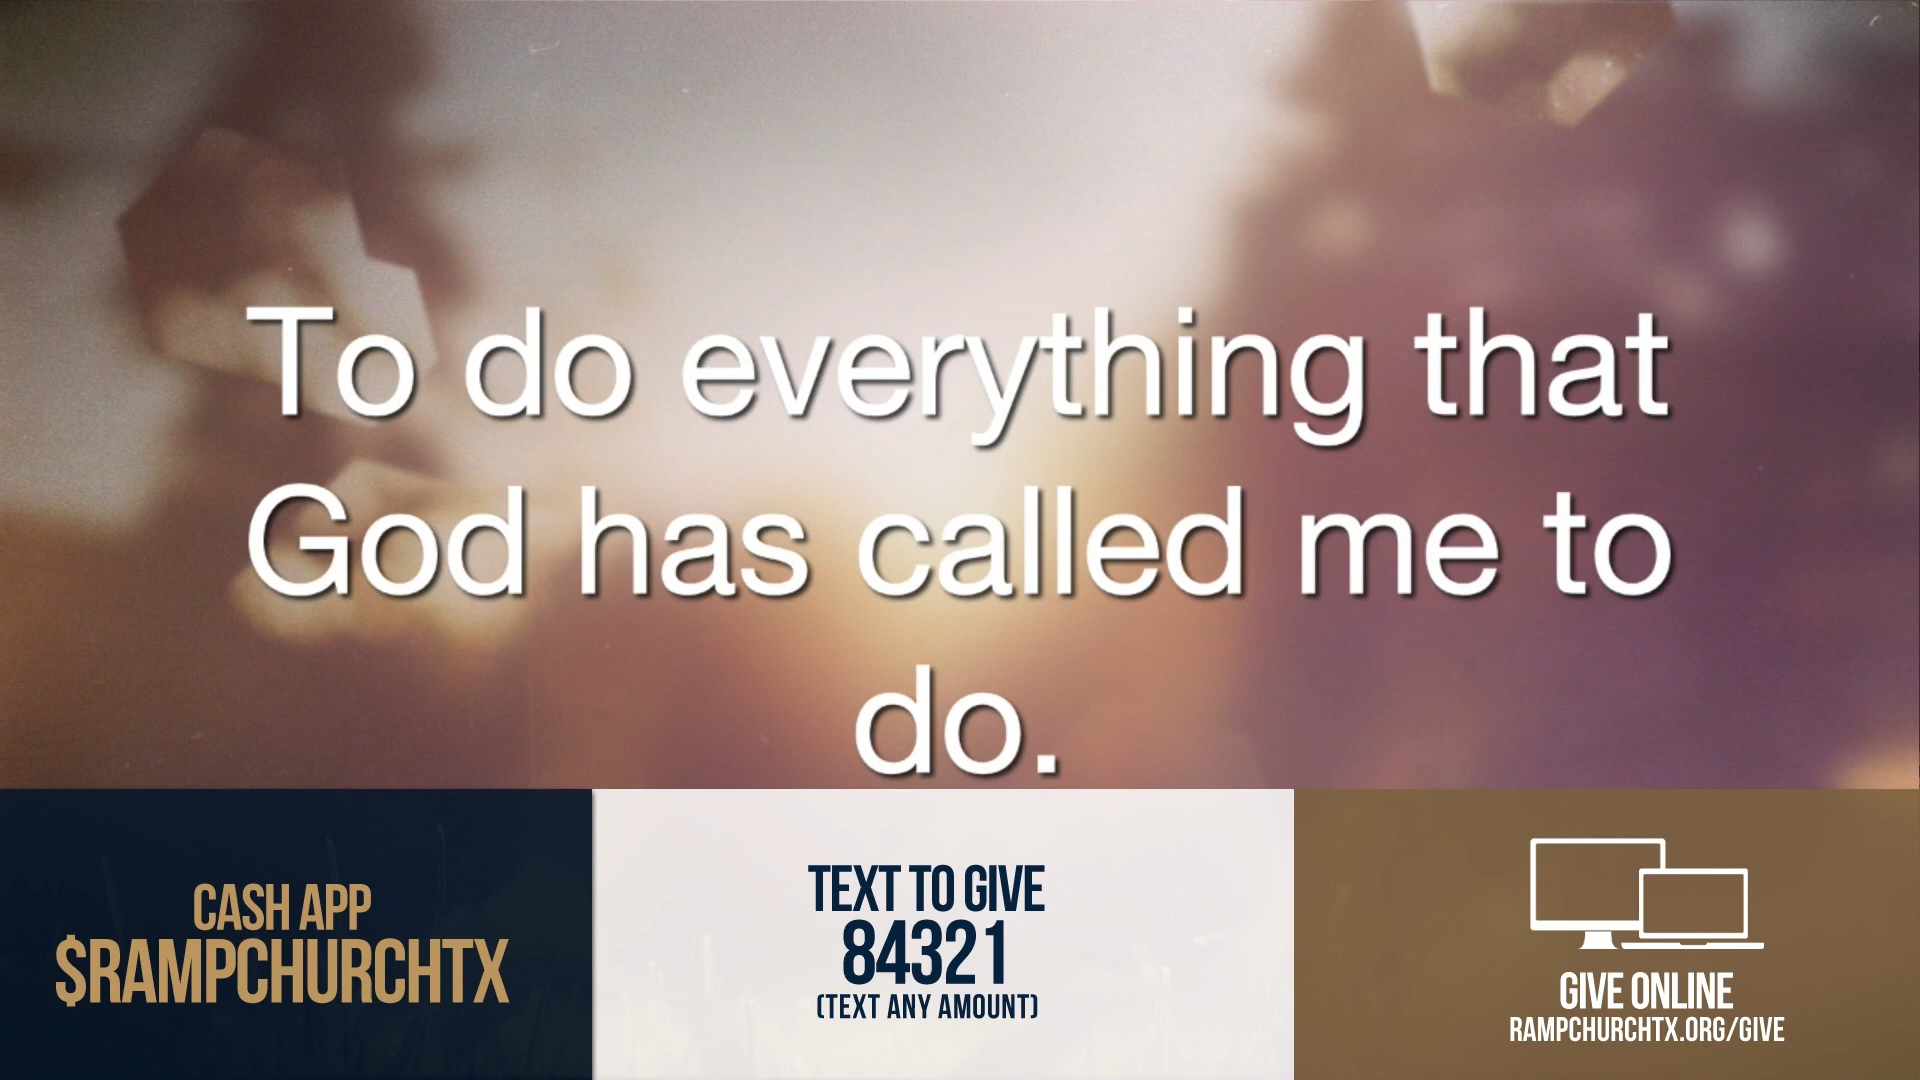 To do everything that
God has called me to
do.
CASH APP
$RAMPCHURCHTX
TEXT TO GIVE
84321
(TEXT ANY AMOUNT)
GIVE ONLINE
RAMPCHURCHTX.ORG/GIVE